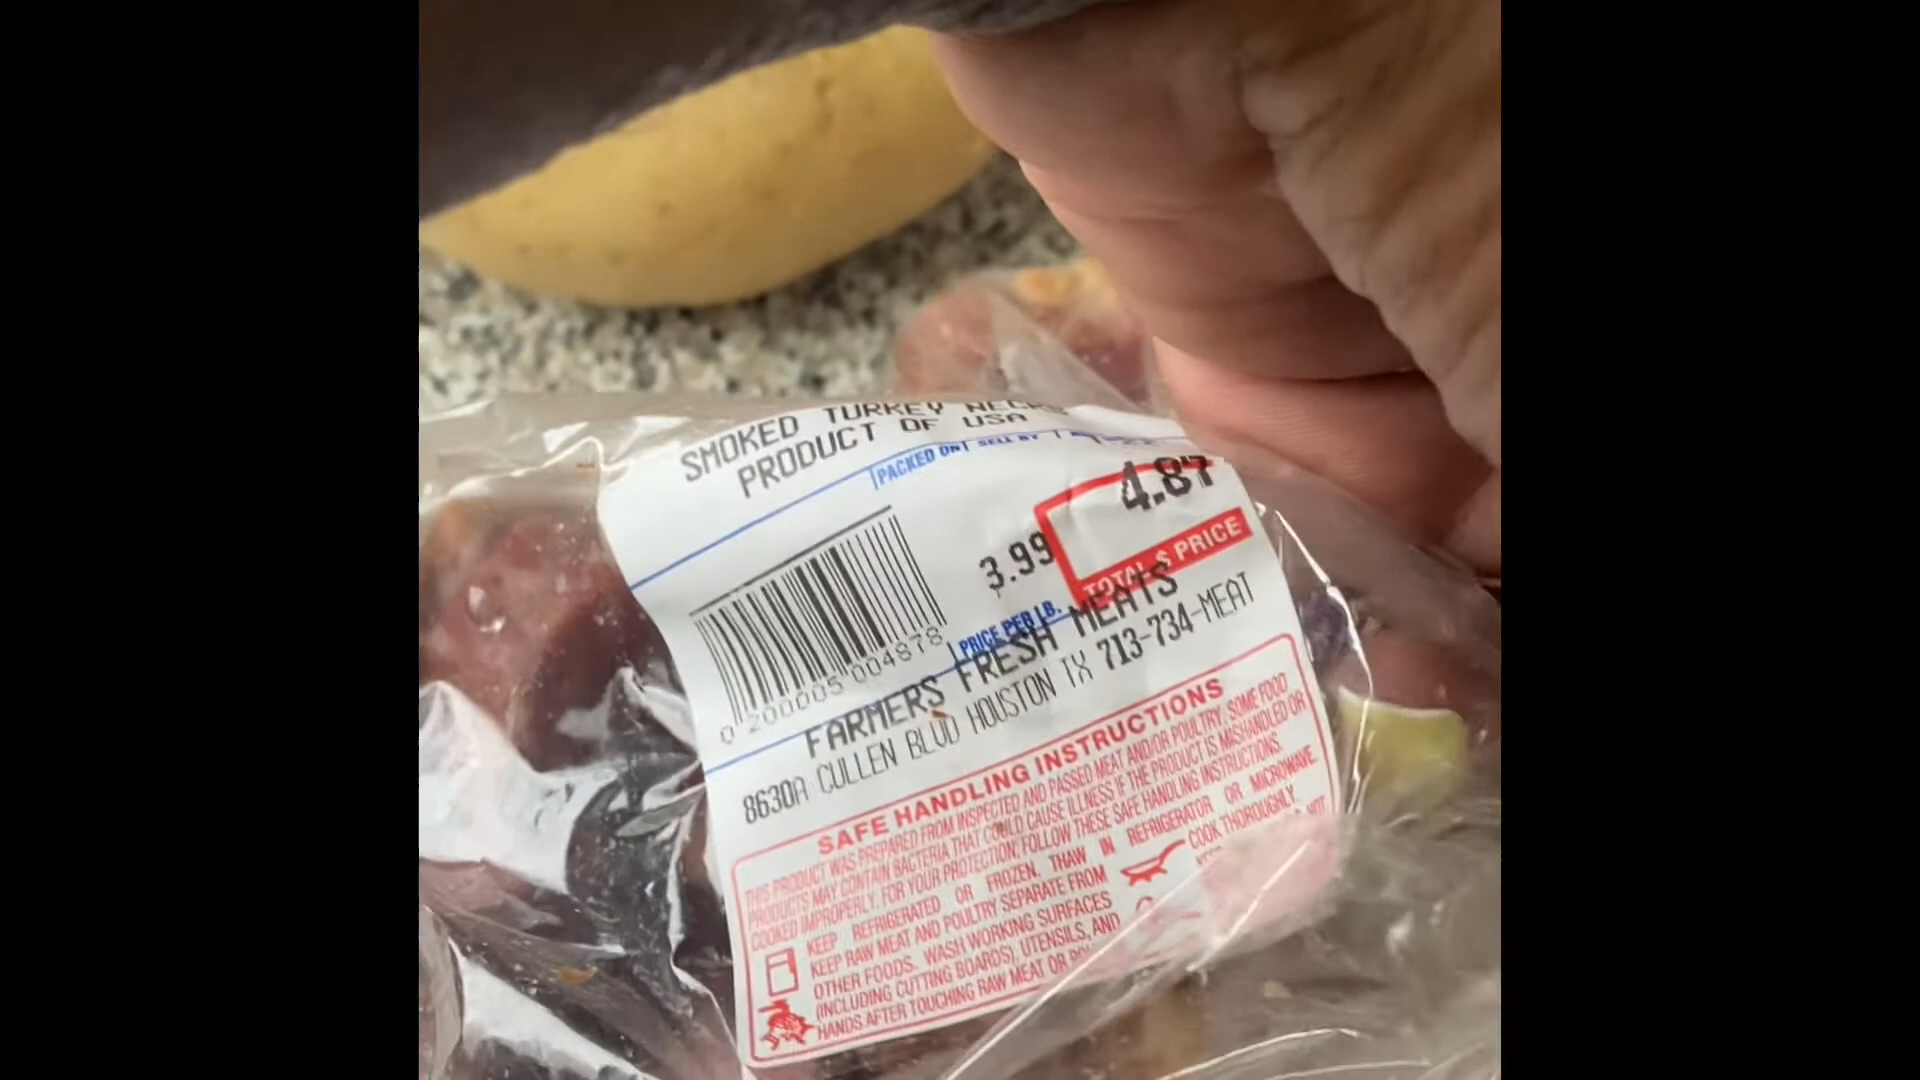 SMOKED TURKEY NECKS
PRODUCT OF USA
PACKED ON SELL BY
4.87
3.99
TOTAL $ PRICE
PRICE PER LB.
0 200005 004878
FARMERS FRESH MEATS
8630A CULLEN BLVD HOUSTON TX 713-734-MEAT
SAFE HANDLING INSTRUCTIONS
THIS PRODUCT WAS PREPARED FROM INSPECTED AND PASSED MEAT AND/OR POULTRY. SOME FOOD
PRODUCTS MAY CONTAIN BACTERIA THAT COULD CAUSE ILLNESS IF THE PRODUCT IS MISHANDLED OR
COOKED IMPROPERLY. FOR YOUR PROTECTION, FOLLOW THESE SAFE HANDLING INSTRUCTIONS.
KEEP REFRIGERATED OR FROZEN. THAW IN REFRIGERATOR OR MICROWAVE.
KEEP RAW MEAT AND POULTRY SEPARATE FROM
OTHER FOODS. WASH WORKING SURFACES
(INCLUDING CUTTING BOARDS), UTENSILS, AND
HANDS AFTER TOUCHING RAW MEAT OR
COOK THOROUGHLY.